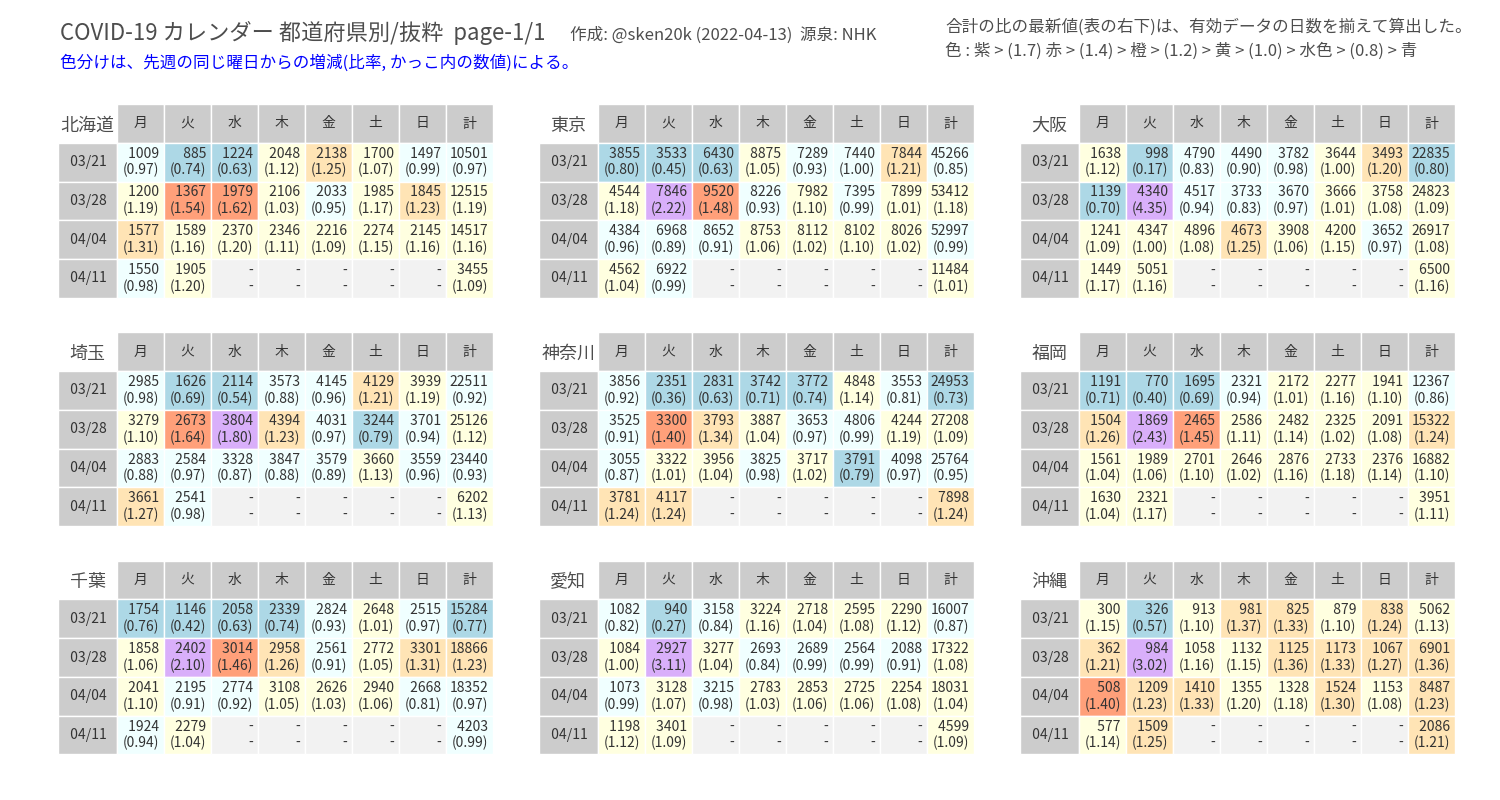 COVID-19 カレンダー 都道府県別/抜粋 page-1/1 作成: @sken20k (2022-04-13) 源泉: NHK
合計の比の最新値(表の右下)は、有効データの日数を揃えて算出した。
色分けは、先週の同じ曜日からの増減(比率, かっこ内の数値)による。
色 : 紫 > (1.7) 赤 > (1.4) > 橙 > (1.2) > 黄 > (1.0) > 水色 > (0.8) > 青
北海道 月 火 水 木 金 土 日 計
03/21 1009 885 1224 2048 2138 1700 1497 10501
(0.97) (0.74) (0.63) (1.12) (1.25) (1.07) (0.99) (0.97)
03/28 1200 1367 1979 2106 2033 1985 1845 12515
(1.19) (1.54) (1.62) (1.03) (0.95) (1.17) (1.23) (1.19)
04/04 1577 1589 2370 2346 2216 2274 2145 14517
(1.31) (1.16) (1.20) (1.11) (1.09) (1.15) (1.16) (1.16)
04/11 1550 1905 - - - - - 3455
(0.98) (1.20) - - - - - (1.09)
東京 月 火 水 木 金 土 日 計
03/21 3855 3533 6430 8875 7289 7440 7844 45266
(0.80) (0.45) (0.63) (1.05) (0.93) (1.00) (1.21) (0.85)
03/28 4544 7846 9520 8226 7982 7395 7899 53412
(1.18) (2.22) (1.48) (0.93) (1.10) (0.99) (1.01) (1.18)
04/04 4384 6968 8652 8753 8112 8102 8026 52997
(0.96) (0.89) (0.91) (1.06) (1.02) (1.10) (1.02) (0.99)
04/11 4562 6922 - - - - - 11484
(1.04) (0.99) - - - - - (1.01)
大阪 月 火 水 木 金 土 日 計
03/21 1638 998 4790 4490 3782 3644 3493 22835
(1.12) (0.17) (0.83) (0.90) (0.98) (1.00) (1.20) (0.80)
03/28 1139 4340 4517 3733 3670 3666 3758 24823
(0.70) (4.35) (0.94) (0.83) (0.97) (1.01) (1.08) (1.09)
04/04 1241 4347 4896 4673 3908 4200 3652 26917
(1.09) (1.00) (1.08) (1.25) (1.06) (1.15) (0.97) (1.08)
04/11 1449 5051 - - - - - 6500
(1.17) (1.16) - - - - - (1.16)
埼玉 月 火 水 木 金 土 日 計
03/21 2985 1626 2114 3573 4145 4129 3939 22511
(0.98) (0.69) (0.54) (0.88) (0.96) (1.21) (1.19) (0.92)
03/28 3279 2673 3804 4394 4031 3244 3701 25126
(1.10) (1.64) (1.80) (1.23) (0.97) (0.79) (0.94) (1.12)
04/04 2883 2584 3328 3847 3579 3660 3559 23440
(0.88) (0.97) (0.87) (0.88) (0.89) (1.13) (0.96) (0.93)
04/11 3661 2541 - - - - - 6202
(1.27) (0.98) - - - - - (1.13)
神奈川 月 火 水 木 金 土 日 計
03/21 3856 2351 2831 3742 3772 4848 3553 24953
(0.92) (0.36) (0.63) (0.71) (0.74) (1.14) (0.81) (0.73)
03/28 3525 3300 3793 3887 3653 4806 4244 27208
(0.91) (1.40) (1.34) (1.04) (0.97) (0.99) (1.19) (1.09)
04/04 3055 3322 3956 3825 3717 3791 4098 25764
(0.87) (1.01) (1.04) (0.98) (1.02) (0.79) (0.97) (0.95)
04/11 3781 4117 - - - - - 7898
(1.24) (1.24) - - - - - (1.24)
福岡 月 火 水 木 金 土 日 計
03/21 1191 770 1695 2321 2172 2277 1941 12367
(0.71) (0.40) (0.69) (0.94) (1.01) (1.16) (1.10) (0.86)
03/28 1504 1869 2465 2586 2482 2325 2091 15322
(1.26) (2.43) (1.45) (1.11) (1.14) (1.02) (1.08) (1.24)
04/04 1561 1989 2701 2646 2876 2733 2376 16882
(1.04) (1.06) (1.10) (1.02) (1.16) (1.18) (1.14) (1.10)
04/11 1630 2321 - - - - - 3951
(1.04) (1.17) - - - - - (1.11)
千葉 月 火 水 木 金 土 日 計
03/21 1754 1146 2058 2339 2824 2648 2515 15284
(0.76) (0.42) (0.63) (0.74) (0.93) (1.01) (0.97) (0.77)
03/28 1858 2402 3014 2958 2561 2772 3301 18866
(1.06) (2.10) (1.46) (1.26) (0.91) (1.05) (1.31) (1.23)
04/04 2041 2195 2774 3108 2626 2940 2668 18352
(1.10) (0.91) (0.92) (1.05) (1.03) (1.06) (0.81) (0.97)
04/11 1924 2279 - - - - - 4203
(0.94) (1.04) - - - - - (0.99)
愛知 月 火 水 木 金 土 日 計
03/21 1082 940 3158 3224 2718 2595 2290 16007
(0.82) (0.27) (0.84) (1.16) (1.04) (1.08) (1.12) (0.87)
03/28 1084 2927 3277 2693 2689 2564 2088 17322
(1.00) (3.11) (1.04) (0.84) (0.99) (0.99) (0.91) (1.08)
04/04 1073 3128 3215 2783 2853 2725 2254 18031
(0.99) (1.07) (0.98) (1.03) (1.06) (1.06) (1.08) (1.04)
04/11 1198 3401 - - - - - 4599
(1.12) (1.09) - - - - - (1.09)
沖縄 月 火 水 木 金 土 日 計
03/21 300 326 913 981 825 879 838 5062
(1.15) (0.57) (1.10) (1.37) (1.33) (1.10) (1.24) (1.13)
03/28 362 984 1058 1132 1125 1173 1067 6901
(1.21) (3.02) (1.16) (1.15) (1.36) (1.33) (1.27) (1.36)
04/04 508 1209 1410 1355 1328 1524 1153 8487
(1.40) (1.23) (1.33) (1.20) (1.18) (1.30) (1.08) (1.23)
04/11 577 1509 - - - - - 2086
(1.14) (1.25) - - - - - (1.21)